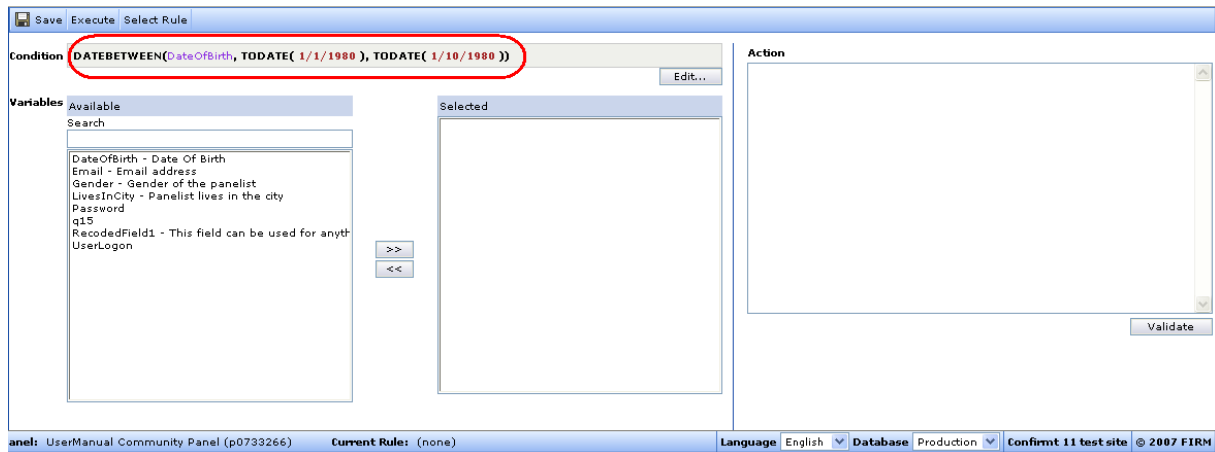 Save Execute Select Rule
Condition DATEBETWEEN(DateOfBirth, TODATE( 1/1/1980 ), TODATE( 1/10/1980 ))
Edit...
Variables Available
Search
DateOfBirth - Date Of Birth
Email - Email address
Gender - Gender of the panelist
LivesInCity - Panelist lives in the city
Password
q15
RecodedField1 - This field can be used for anyth
UserLogon
>>
<<
Selected
Action
Validate
anel: UserManual Community Panel (p0733266) Current Rule: (none) Language English Database Production Confirmt 11 test site © 2007 FIRM